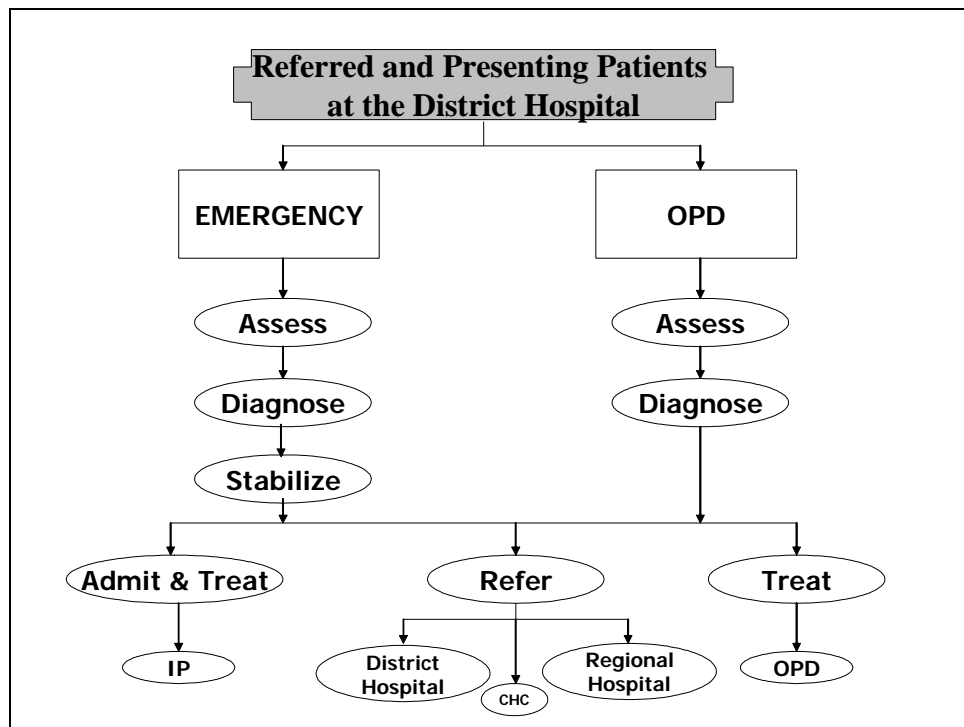 Referred and Presenting Patients
at the District Hospital
EMERGENCY
OPD
Assess
Assess
Diagnose
Diagnose
Stabilize
Admit & Treat
Refer
Treat
IP
District
Hospital
CHC
Regional
Hospital
OPD